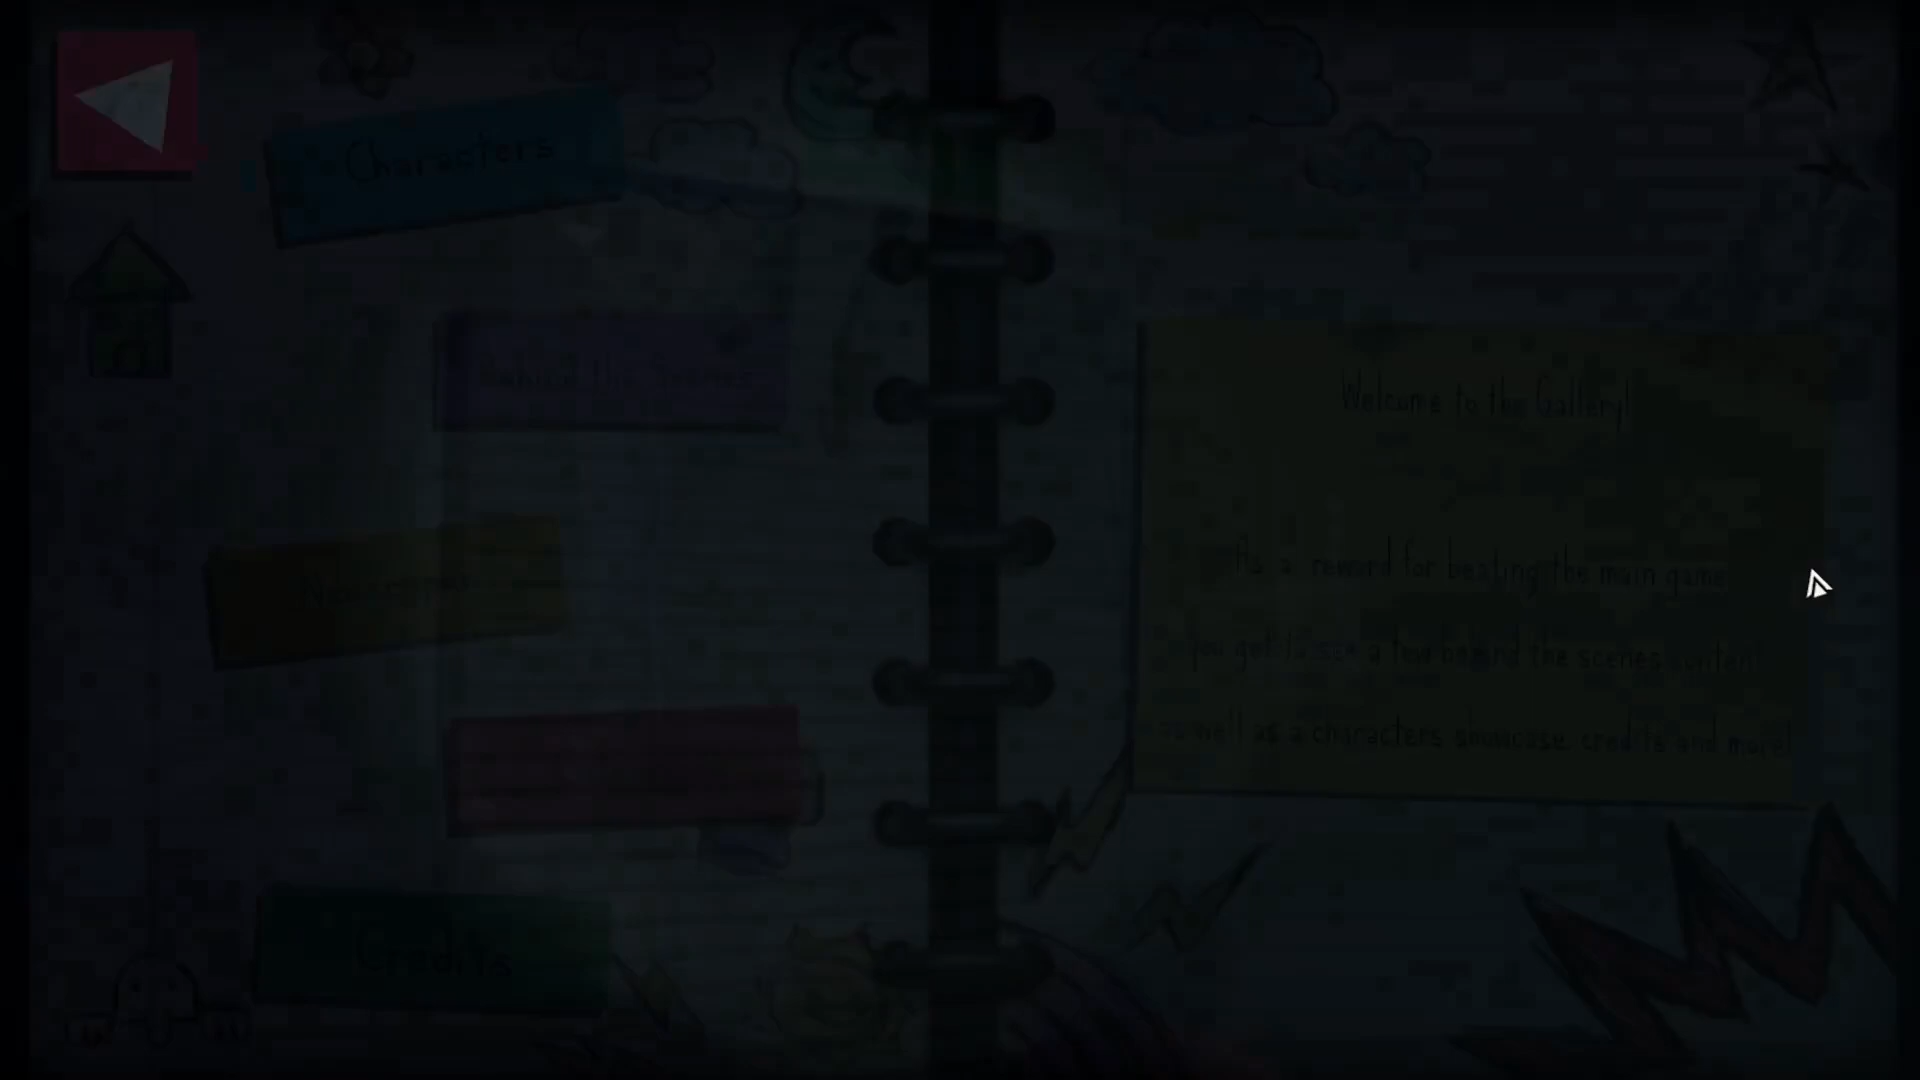 Characters
Behind the Scenes
Welcome to the Gallery!
As a reward for beating the main game
you get to see a few behind the scenes content
as well as a characters showcase, credits and more!
Credits